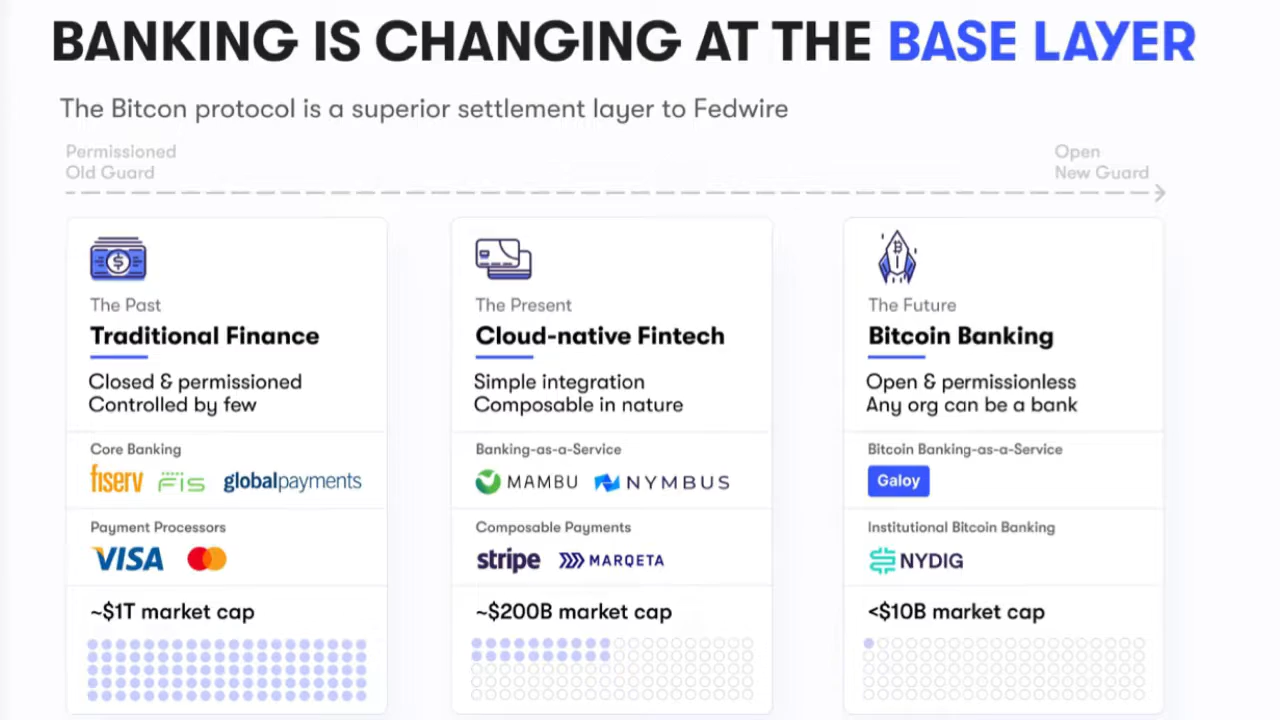 BANKING IS CHANGING AT THE BASE LAYER
The Bitcon protocol is a superior settlement layer to Fedwire
Permissioned
Old Guard
Open
New Guard
The Past
Traditional Finance
Closed & permissioned
Controlled by few
Core Banking
fiserv FIS globalpayments
Payment Processors
VISA
~$1T market cap
The Present
Cloud-native Fintech
Simple integration
Composable in nature
Banking-as-a-Service
MAMBU NYMBUS
Composable Payments
stripe MARQETA
~$200B market cap
The Future
Bitcoin Banking
Open & permissionless
Any org can be a bank
Bitcoin Banking-as-a-Service
Galoy
Institutional Bitcoin Banking
NYDIG
<$10B market cap